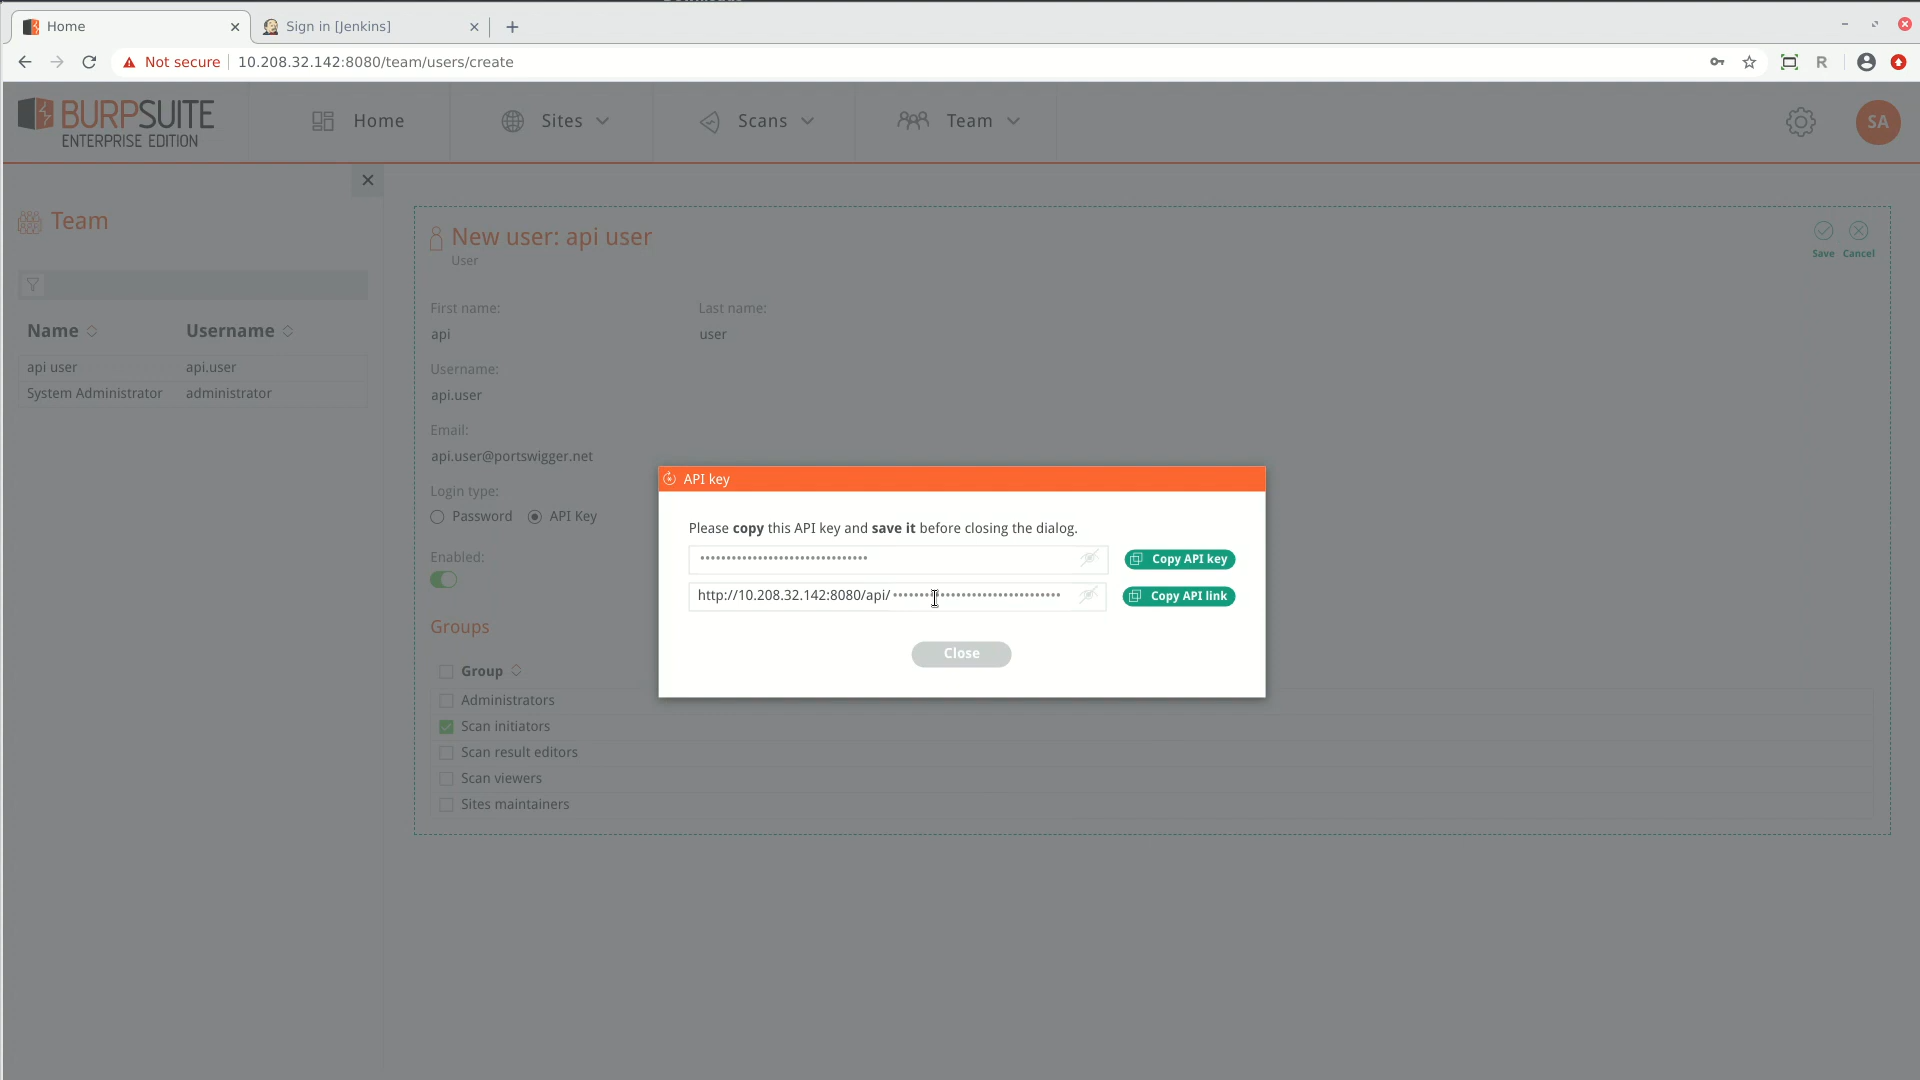 Home
Sign in [Jenkins]
Not secure
10.208.32.142:8080/team/users/create
R
BURPSUITE
ENTERPRISE EDITION
Home
Sites
Scans
Team
SA
Team
Name
Username
api user
api.user
System Administrator
administrator
New user: api user
User
Save
Cancel
First name:
Last name:
api
user
Username:
api.user
Email:
api.user@portswigger.net
Login type:
Password
API Key
Enabled:
API key
Please copy this API key and save it before closing the dialog.
••••••••••••••••••••••••••••••••
Copy API key
http://10.208.32.142:8080/api/••••••••••••••••••••••••••••••••
Copy API link
Close
Groups
Group
Administrators
Scan initiators
Scan result editors
Scan viewers
Sites maintainers